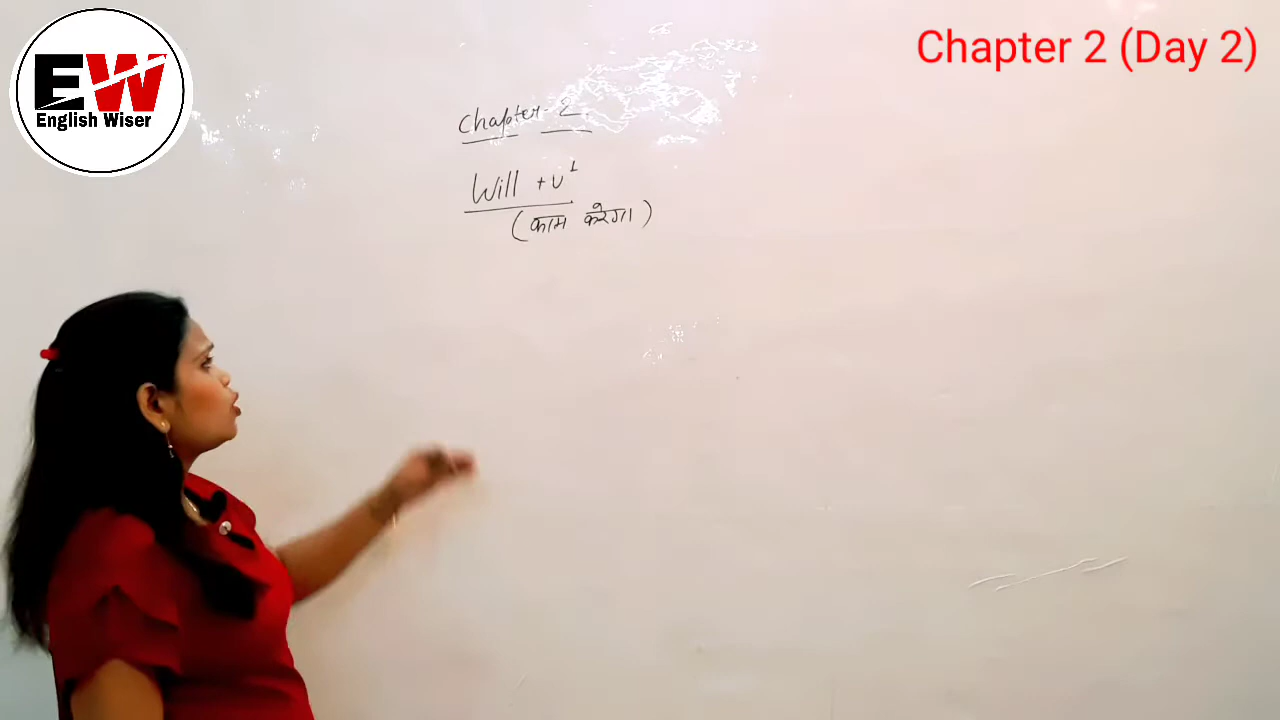 EW
English Wiser
Chapter 2 (Day 2)
Chapter- 2
Will + v¹
(काम करेगा)